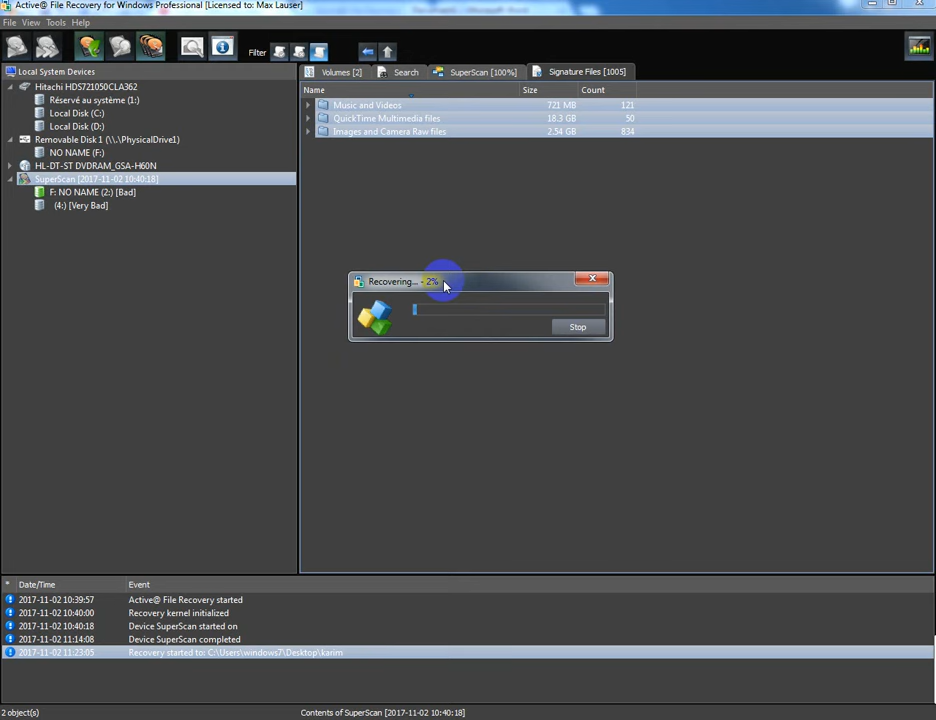 Active@ File Recovery for Windows Professional [Licensed to: Max Lauser]
File View Tools Help
Filter
Local System Devices
Volumes [2] Search SuperScan [100%] Signature Files [1005]
Hitachi HDS721050CLA362
Réservé au système (1:)
Local Disk (C:)
Local Disk (D:)
Removable Disk 1 (\\.\PhysicalDrive1)
NO NAME (F:)
HL-DT-ST DVDRAM_GSA-H60N
SuperScan [2017-11-02 10:40:18]
F: NO NAME (2:) [Bad]
(4:) [Very Bad]
Name Size Count
Music and Videos 721 MB 121
QuickTime Multimedia files 18.3 GB 50
Images and Camera Raw files 2.54 GB 834
Recovering... - 2%
Stop
* Date/Time Event
2017-11-02 10:39:57 Active@ File Recovery started
2017-11-02 10:40:00 Recovery kernel initialized
2017-11-02 10:40:18 Device SuperScan started on
2017-11-02 11:14:08 Device SuperScan completed
2017-11-02 11:23:05 Recovery started to: C:\Users\windows7\Desktop\karim
2 object(s) Contents of SuperScan [2017-11-02 10:40:18]